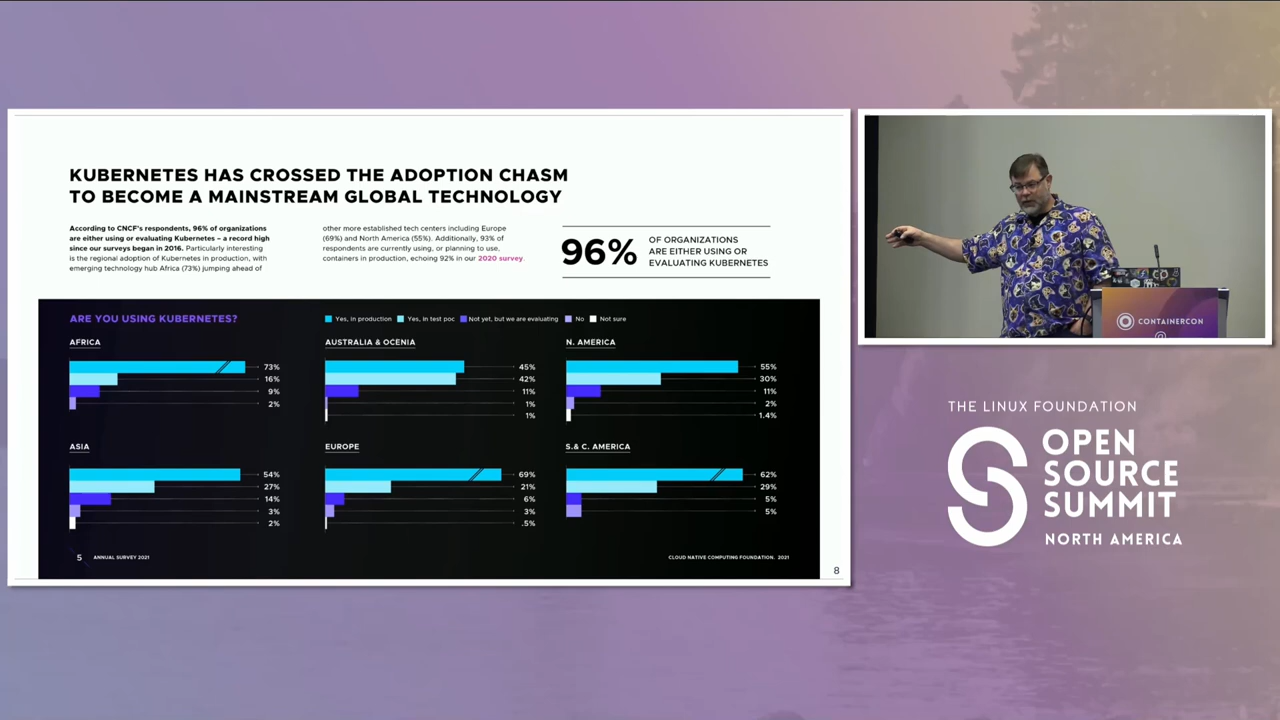 KUBERNETES HAS CROSSED THE ADOPTION CHASM
TO BECOME A MAINSTREAM GLOBAL TECHNOLOGY
According to CNCF's respondents, 96% of organizations
are either using or evaluating Kubernetes – a record high
since our surveys began in 2016. Particularly interesting
is the regional adoption of Kubernetes in production, with
emerging technology hub Africa (73%) jumping ahead of
other more established tech centers including Europe
(69%) and North America (55%). Additionally, 93% of
respondents are currently using, or planning to use,
containers in production, echoing 92% in our 2020 survey.
96%
OF ORGANIZATIONS
ARE EITHER USING OR
EVALUATING KUBERNETES
ARE YOU USING KUBERNETES?
Yes, in production
Yes, in test poc
Not yet, but we are evaluating
No
Not sure
AFRICA
73%
16%
9%
2%
AUSTRALIA & OCENIA
45%
42%
11%
1%
1%
N. AMERICA
55%
30%
11%
2%
1.4%
ASIA
54%
27%
14%
3%
2%
EUROPE
69%
21%
6%
3%
.5%
S.& C. AMERICA
62%
29%
5%
5%
5 ANNUAL SURVEY 2021
CLOUD NATIVE COMPUTING FOUNDATION. 2021
8
CONTAINERCON
THE LINUX FOUNDATION
OPEN
SOURCE
SUMMIT
NORTH AMERICA